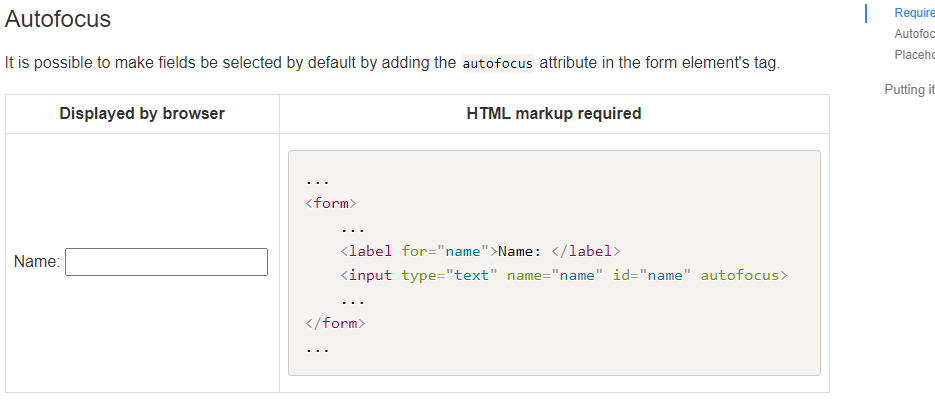 Autofocus
It is possible to make fields be selected by default by adding the autofocus attribute in the form element's tag.
Displayed by browser
HTML markup required
Name:
...
<form>
...
<label for="name">Name: </label>
<input type="text" name="name" id="name" autofocus>
...
</form>
...
Require
Autofoc
Placeho
Putting it